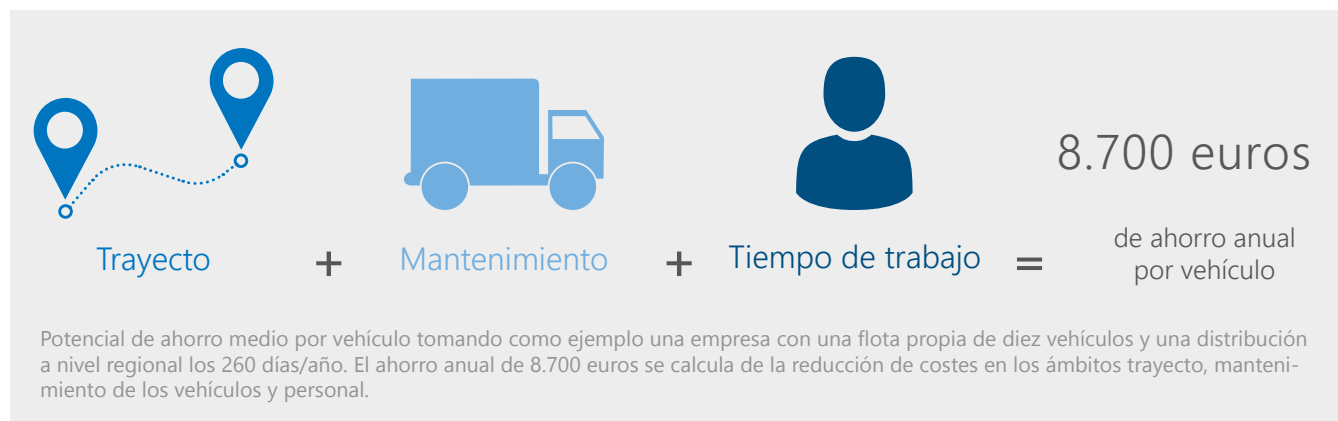 8.700 euros
Trayecto + Mantenimiento + Tiempo de trabajo =
de ahorro anual
por vehículo
Potencial de ahorro medio por vehículo tomando como ejemplo una empresa con una flota propia de diez vehículos y una distribución
a nivel regional los 260 días/año. El ahorro anual de 8.700 euros se calcula de la reducción de costes en los ámbitos trayecto, manteni-
miento de los vehículos y personal.